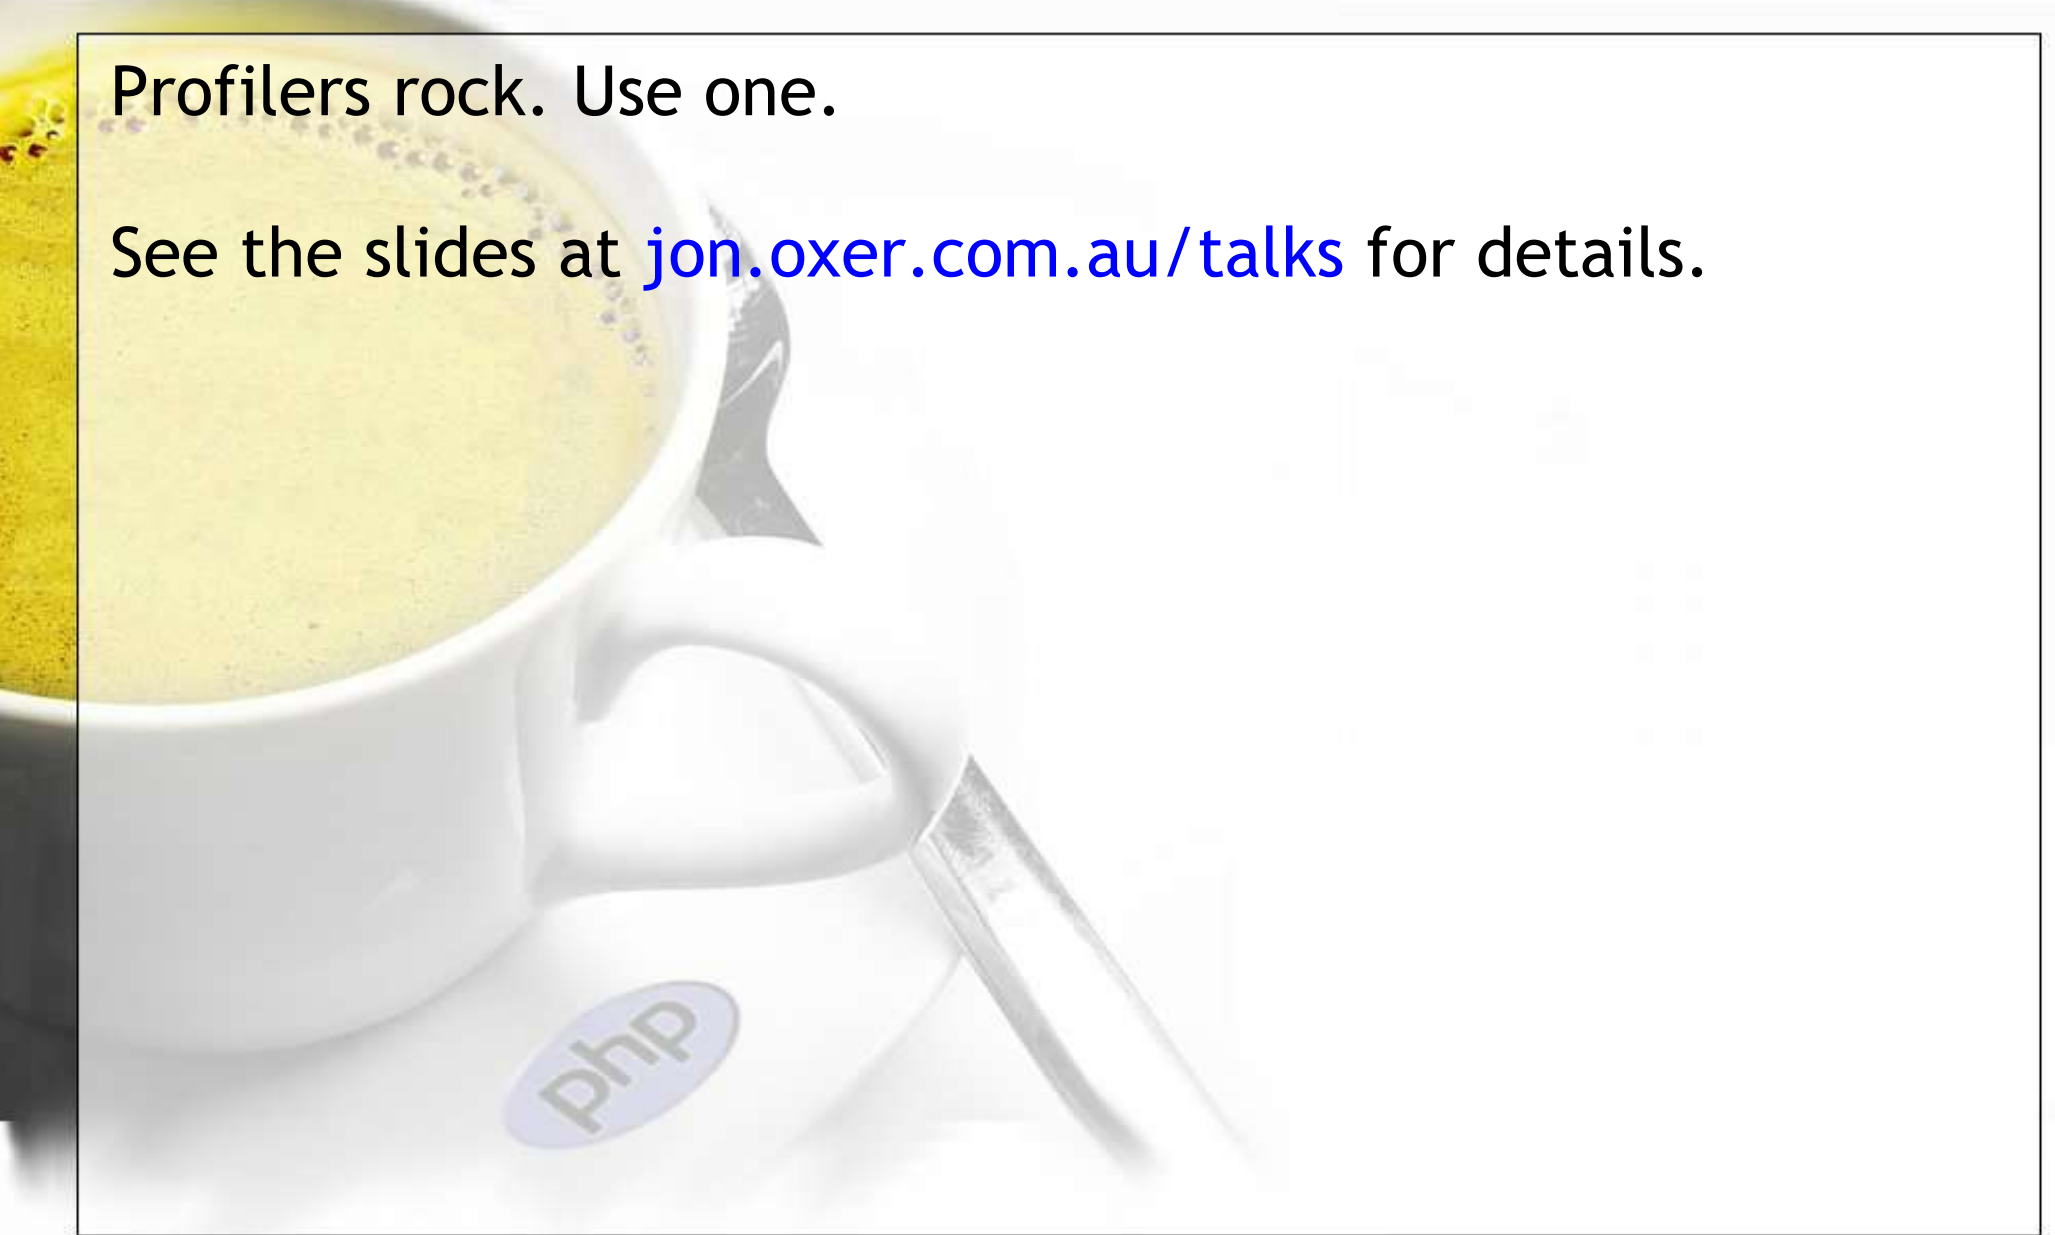 Profilers rock. Use one.
See the slides at jon.oxer.com.au/talks for details.
php